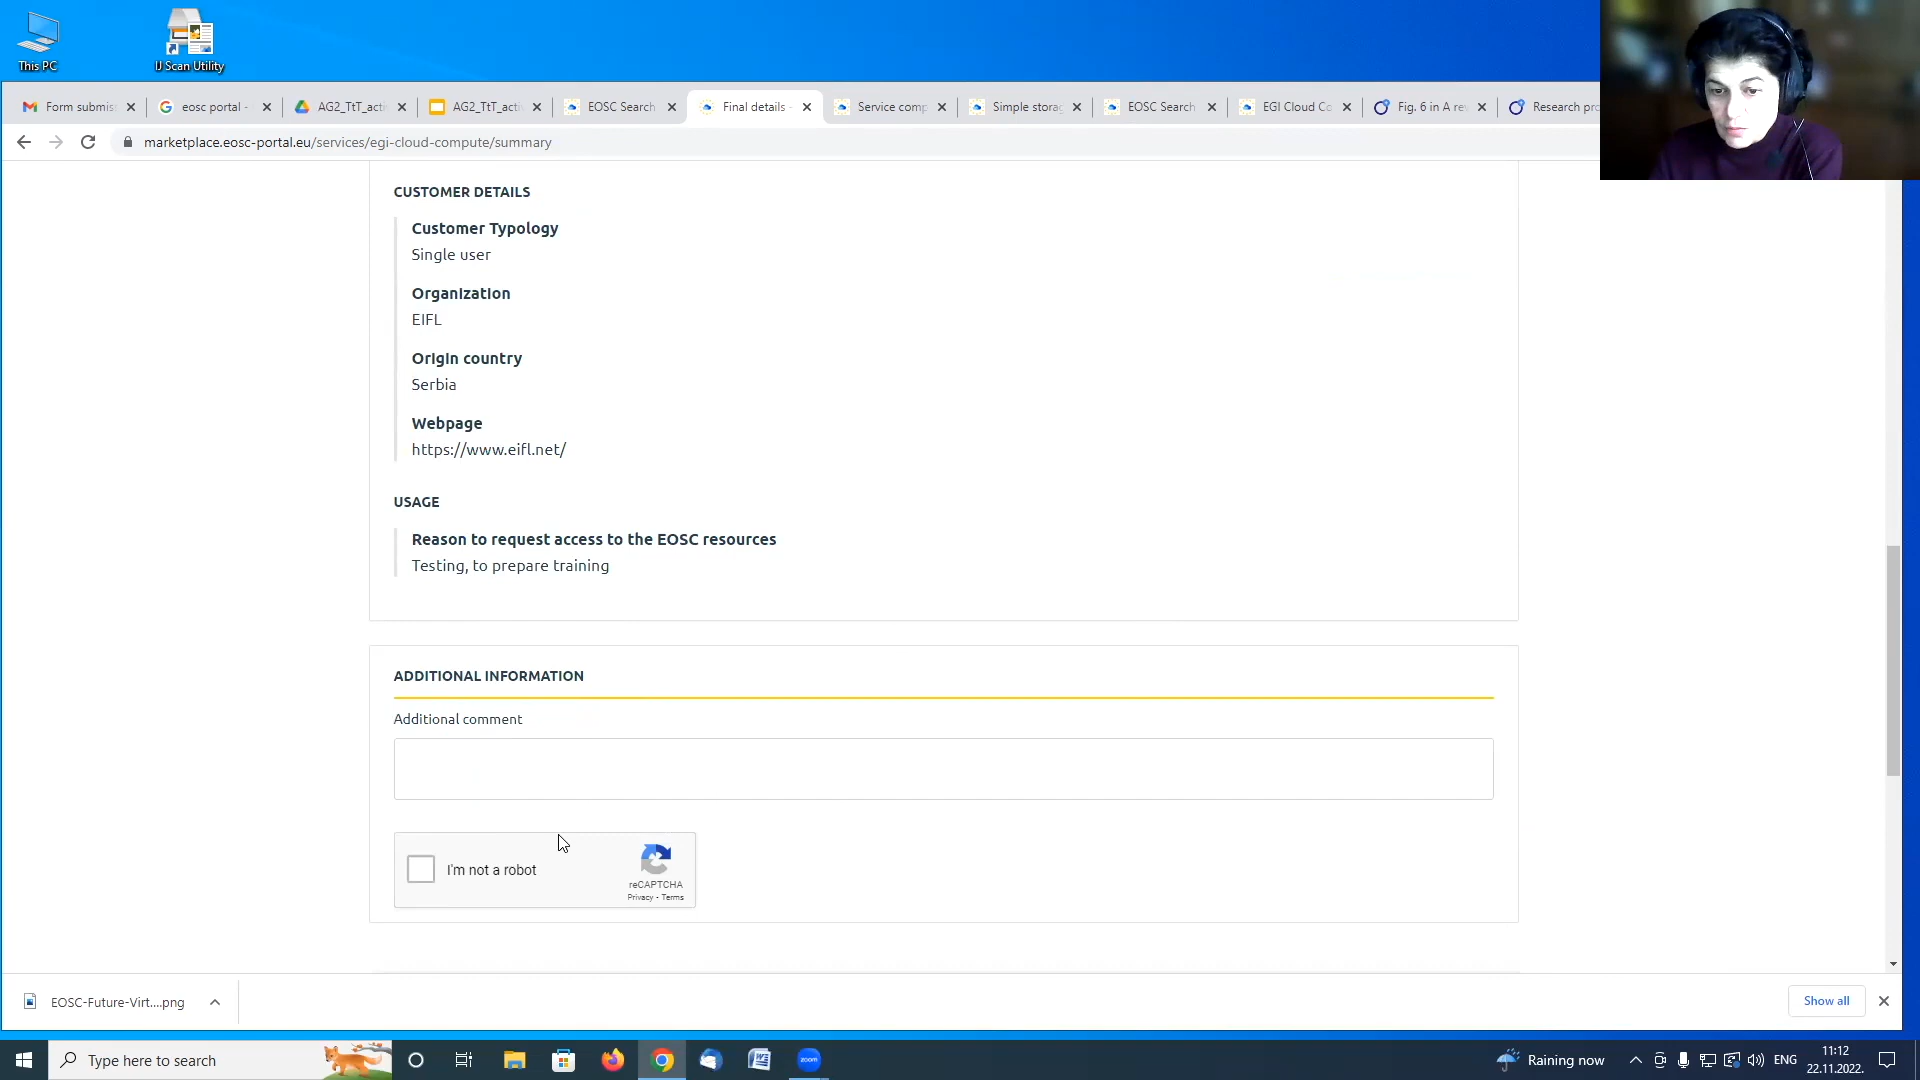 This PC
IJ Scan Utility
Form submis
eosc portal -
AG2_TtT_acti
AG2_TtT_activ
EOSC Search
Final details -
Service comp
Simple storag
EOSC Search
EGI Cloud Co
Fig. 6 in A re
Research pro
marketplace.eosc-portal.eu/services/egi-cloud-compute/summary
CUSTOMER DETAILS
Customer Typology
Single user
Organization
EIFL
Origin country
Serbia
Webpage
https://www.eifl.net/
USAGE
Reason to request access to the EOSC resources
Testing, to prepare training
ADDITIONAL INFORMATION
Additional comment
I'm not a robot
reCAPTCHA
Privacy - Terms
EOSC-Future-Virt....png
Show all
Type here to search
zoom
Raining now
ENG
11:12
22.11.2022.